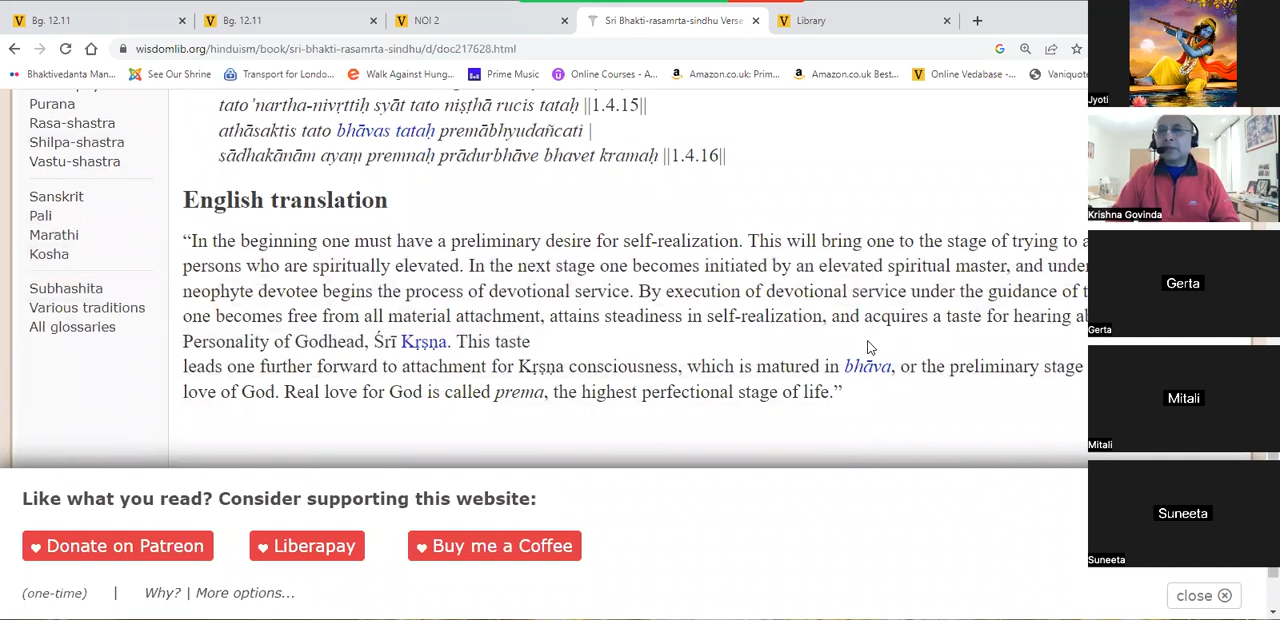 Bg. 12.11
Bg. 12.11
NOI 2
Sri Bhakti-rasamrta-sindhu Verse
Library
wisdomlib.org/hinduism/book/sri-bhakti-rasamrta-sindhu/d/doc217628.html
Bhaktivedanta Man...
See Our Shrine
Transport for Londo...
Walk Against Hung...
Prime Music
Online Courses - A...
Amazon.co.uk: Prim...
Amazon.co.uk Best...
Online Vedabase -...
Vaniquot
Purana
Rasa-shastra
Shilpa-shastra
Vastu-shastra
Sanskrit
Pali
Marathi
Kosha
Subhashita
Various traditions
All glossaries
tato'nartha-nivṛttiḥ syāt tato niṣṭhā rucis tataḥ ||1.4.15||
athāsaktis tato bhāvas tataḥ premābhyudañcati |
sādhakānām ayaṃ premnaḥ prādurbhāve bhavet kramaḥ ||1.4.16||
English translation
“In the beginning one must have a preliminary desire for self-realization. This will bring one to the stage of trying to a
persons who are spiritually elevated. In the next stage one becomes initiated by an elevated spiritual master, and under
neophyte devotee begins the process of devotional service. By execution of devotional service under the guidance of t
one becomes free from all material attachment, attains steadiness in self-realization, and acquires a taste for hearing ab
Personality of Godhead, Śrī Kṛṣṇa. This taste
leads one further forward to attachment for Kṛṣṇa consciousness, which is matured in bhāva, or the preliminary stage
love of God. Real love for God is called prema, the highest perfectional stage of life.”
Like what you read? Consider supporting this website:
Donate on Patreon
Liberapay
Buy me a Coffee
(one-time) | Why? | More options...
close
Jyoti
Krishna Govinda
Gerta
Gerta
Mitali
Mitali
Suneeta
Suneeta